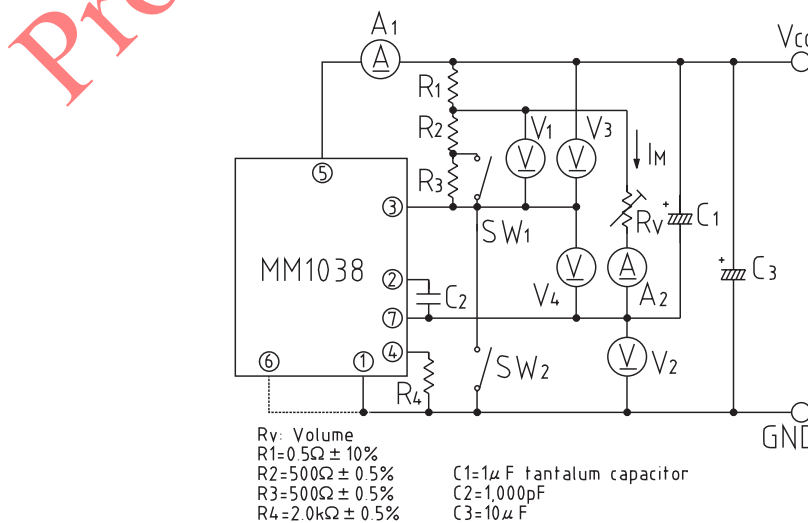 Pro
A1
A
Vcc
R1
R2
V1
V3
V
V
IM
5
R3
3
SW1
RV
C1
MM1038
2
C2
V
V4
A
A2
C3
7
4
V
V2
6
1
R4
SW2
GND
Rv: Volume
R1=0.5Ω ± 10%
R2=500Ω ± 0.5%
R3=500Ω ± 0.5%
R4=2.0kΩ ± 0.5%
C1=1μF tantalum capacitor
C2=1,000pF
C3=10μF